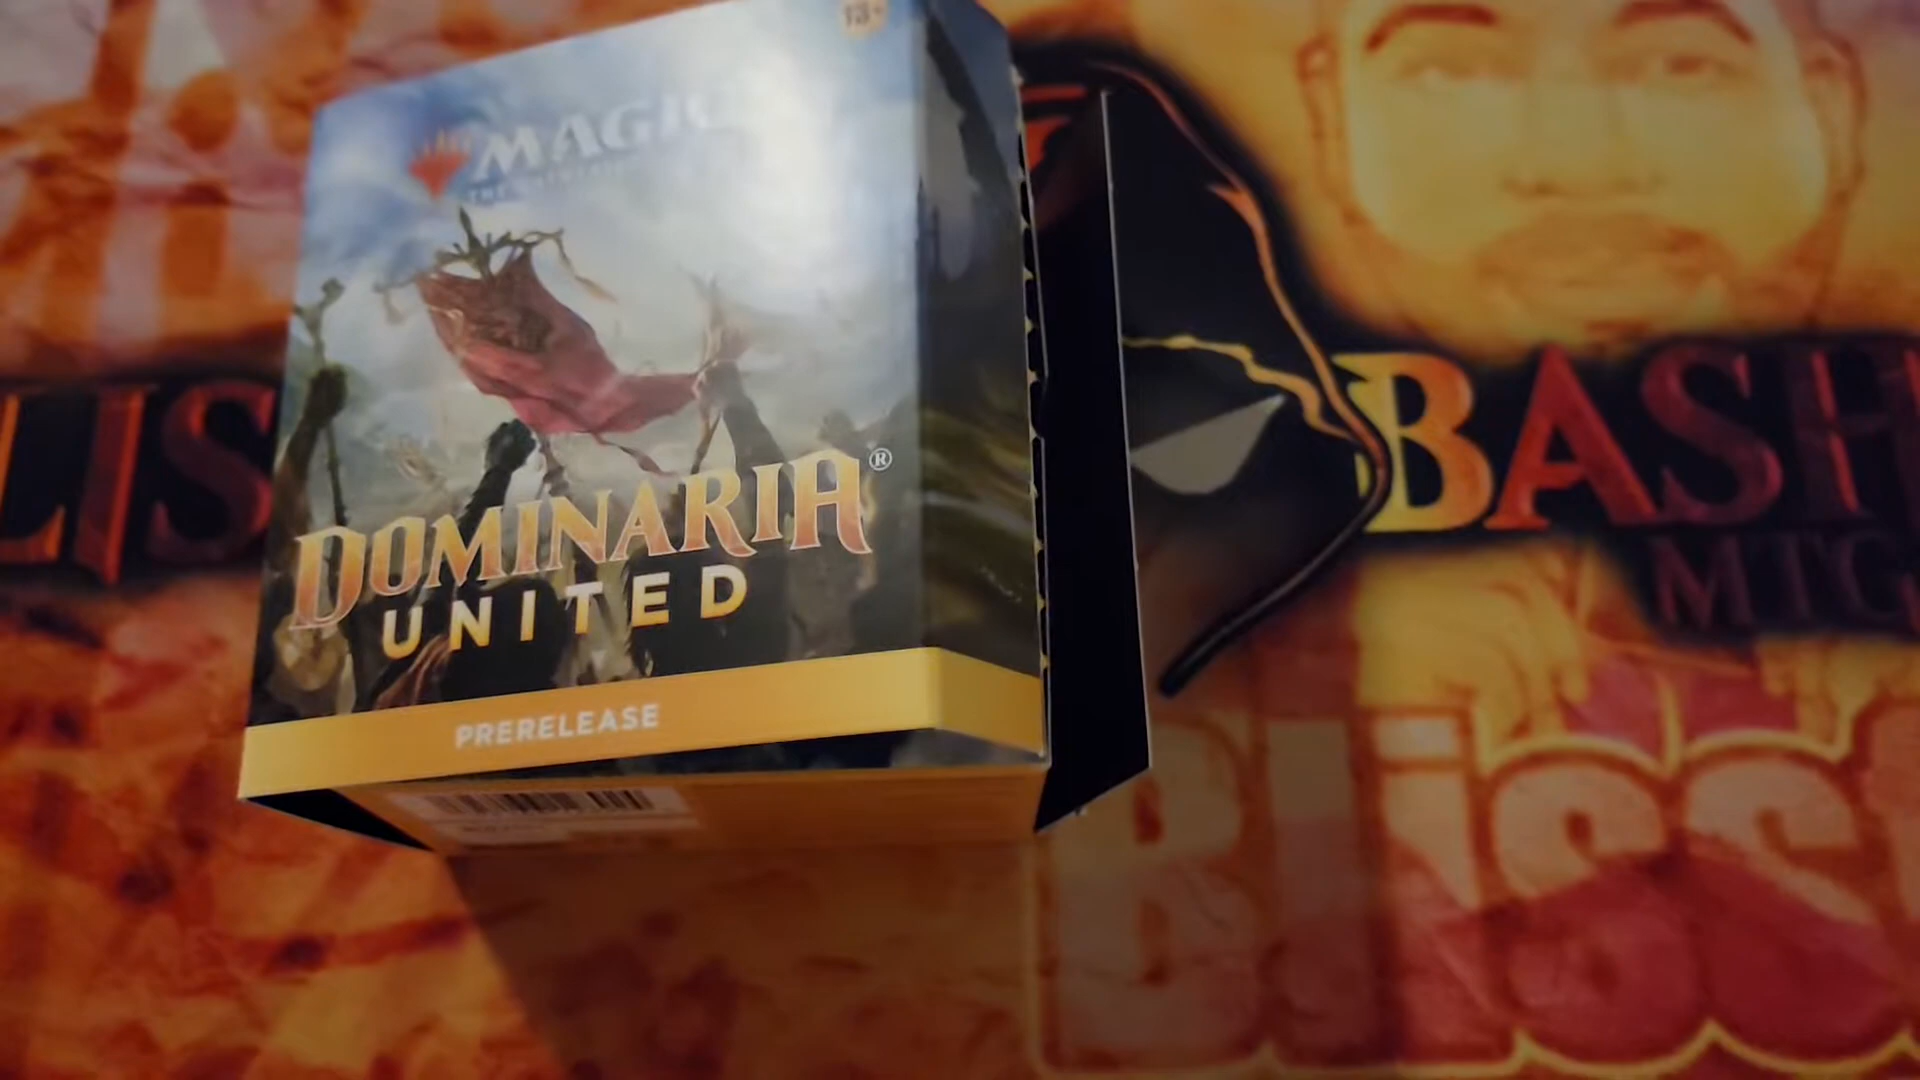 13+
MAGIC
DOMINARIA®
UNITED
PRERELEASE
LIS
BASH
MTG
Bliss